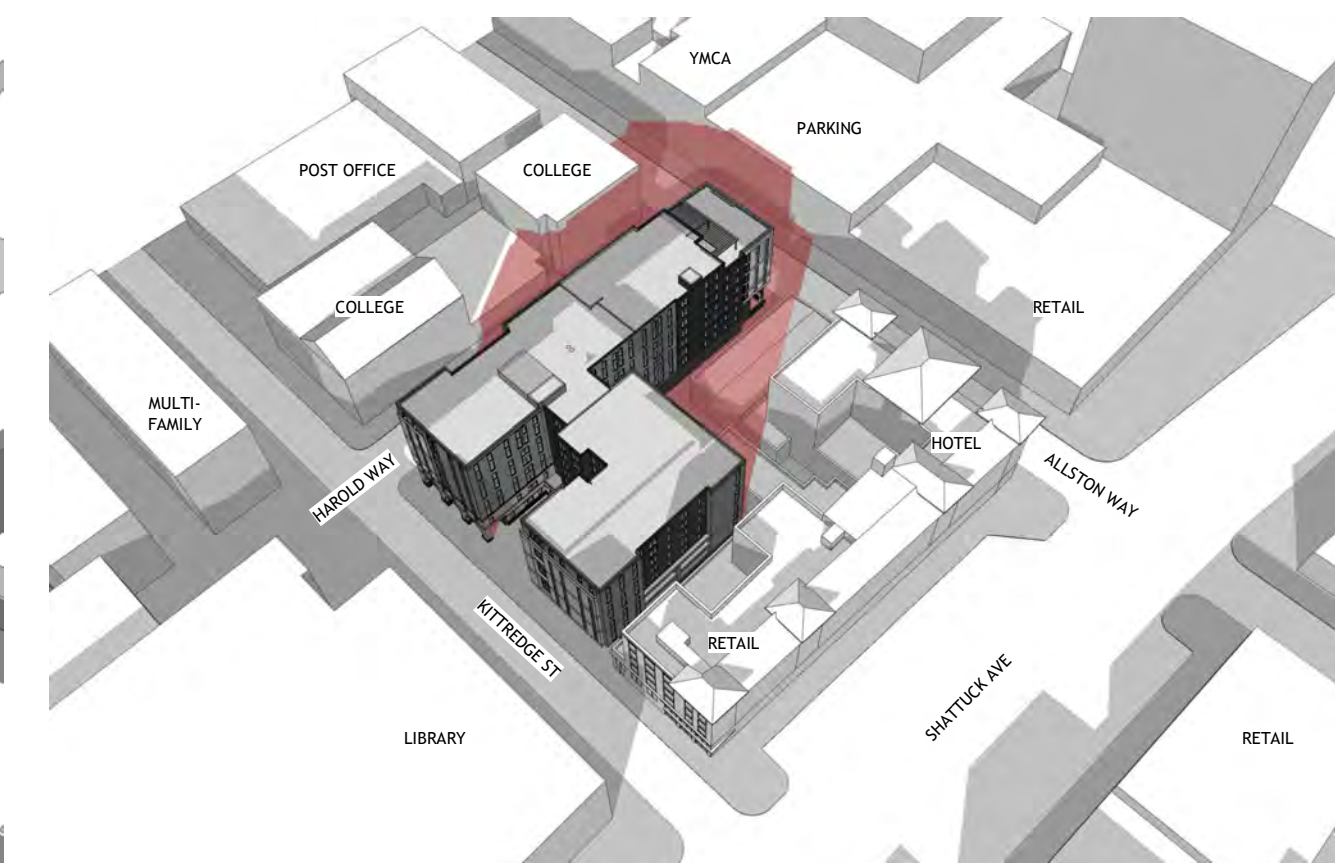 YMCA
PARKING
POST OFFICE
COLLEGE
COLLEGE
RETAIL
MULTI-
FAMILY
HOTEL
HAROLD WAY
ALLSTON WAY
KITTREDGE ST
RETAIL
SHATTUCK AVE
LIBRARY
RETAIL